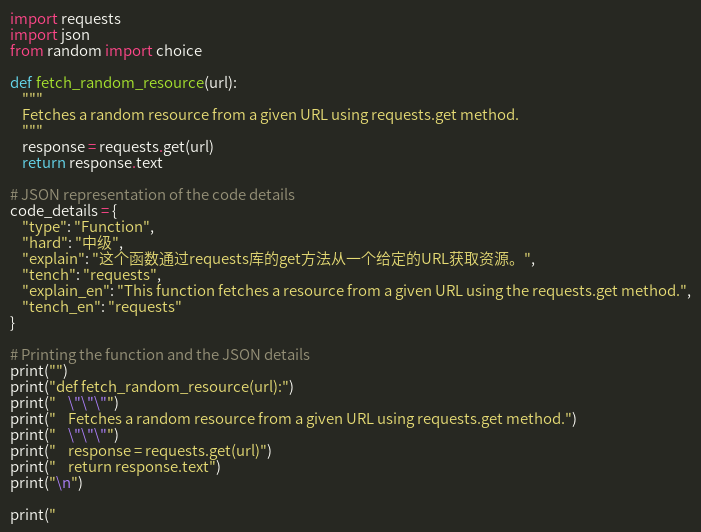 import requests
import json
from random import choice

def fetch_random_resource(url):
    """
    Fetches a random resource from a given URL using requests.get method.
    """
    response = requests.get(url)
    return response.text

# JSON representation of the code details
code_details = {
    "type": "Function",
    "hard": "中级",
    "explain": "这个函数通过requests库的get方法从一个给定的URL获取资源。",
    "tench": "requests",
    "explain_en": "This function fetches a resource from a given URL using the requests.get method.",
    "tench_en": "requests"
}

# Printing the function and the JSON details
print("")
print("def fetch_random_resource(url):")
print("    \"\"\"")
print("    Fetches a random resource from a given URL using requests.get method.")
print("    \"\"\"")
print("    response = requests.get(url)")
print("    return response.text")
print("\n")

print("